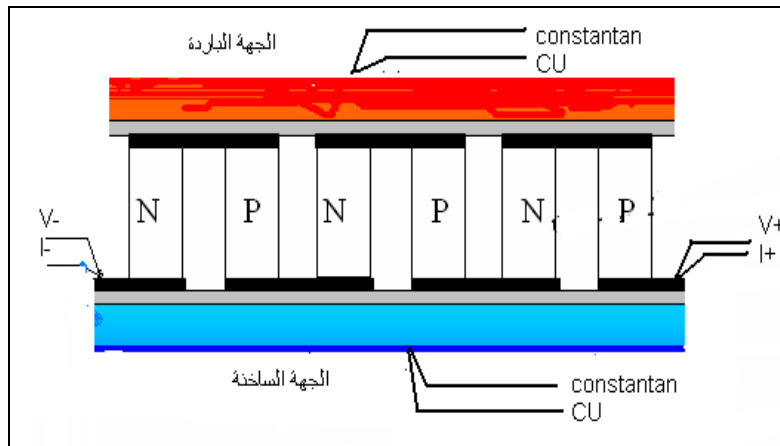 الجهة الباردة
constantan
CU
N P N P N P
V-
I-
V+
I+
الجهة الساخنة
constantan
CU